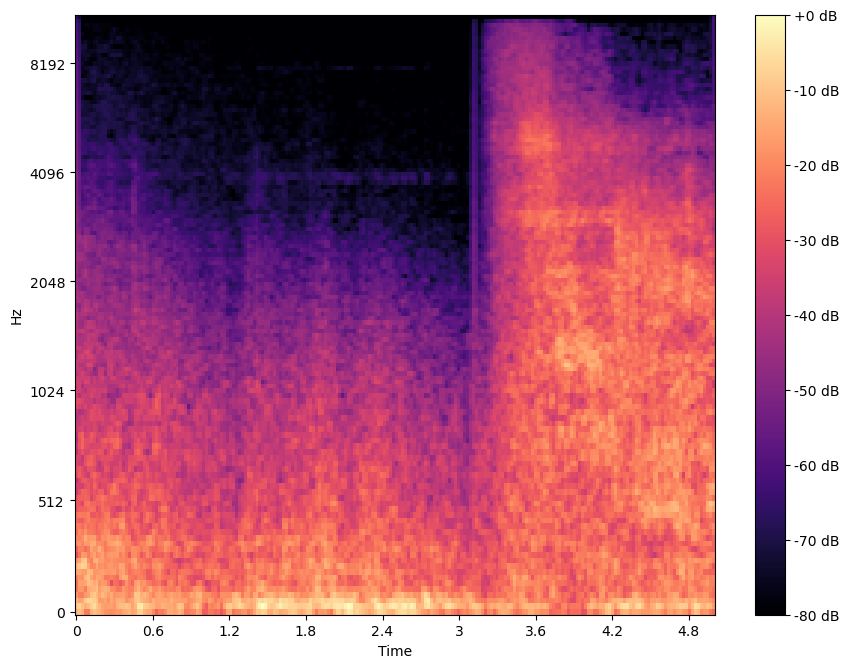 +0 dB
8192
-10 dB
-20 dB
4096
-30 dB
2048
-40 dB
Hz
1024
-50 dB
-60 dB
512
-70 dB
0
-80 dB
0 0.6 1.2 1.8 2.4 3 3.6 4.2 4.8
Time